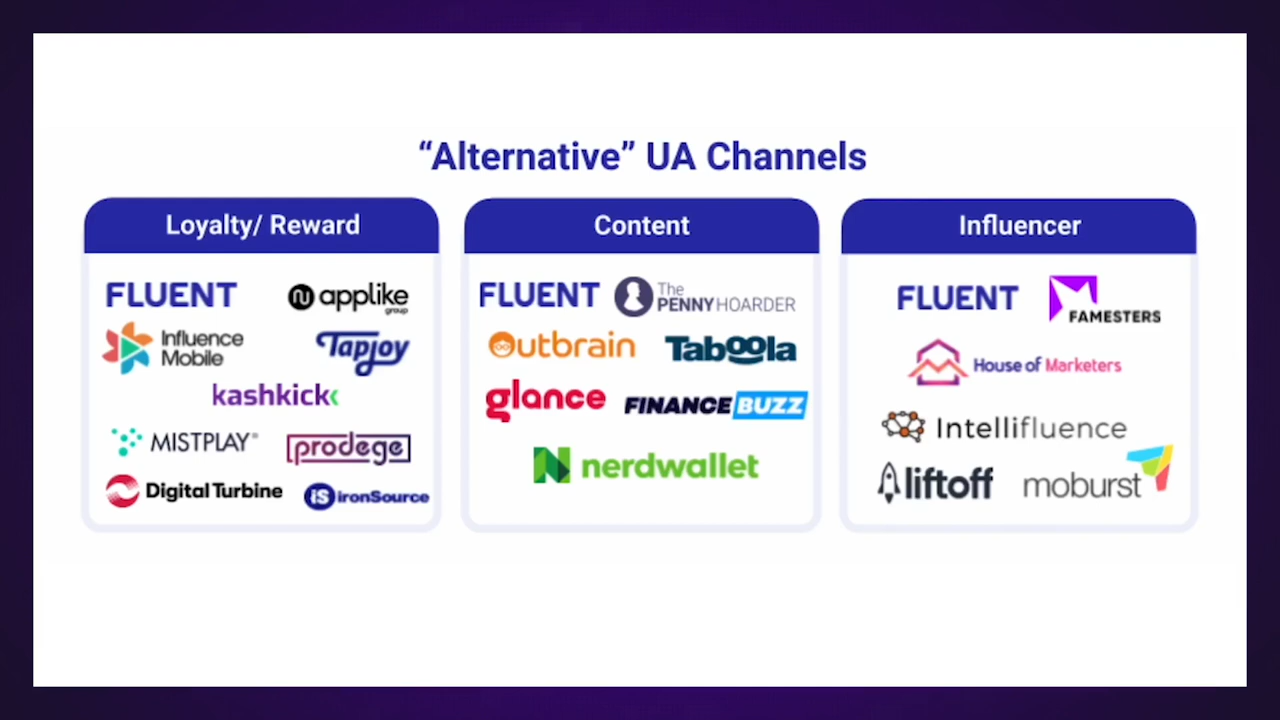 “Alternative” UA Channels
Loyalty/ Reward
FLUENT
applike
group
Influence
Mobile
Tapjoy
kashkick
MISTPLAY®
prodege
Digital Turbine
iS ironSource
Content
FLUENT
The
PENNY HOARDER
Outbrain
Taboola
glance
FINANCE BUZZ
nerdwallet
Influencer
FLUENT
FAMESTERS
House of Marketers
Intellifluence
liftoff
moburst